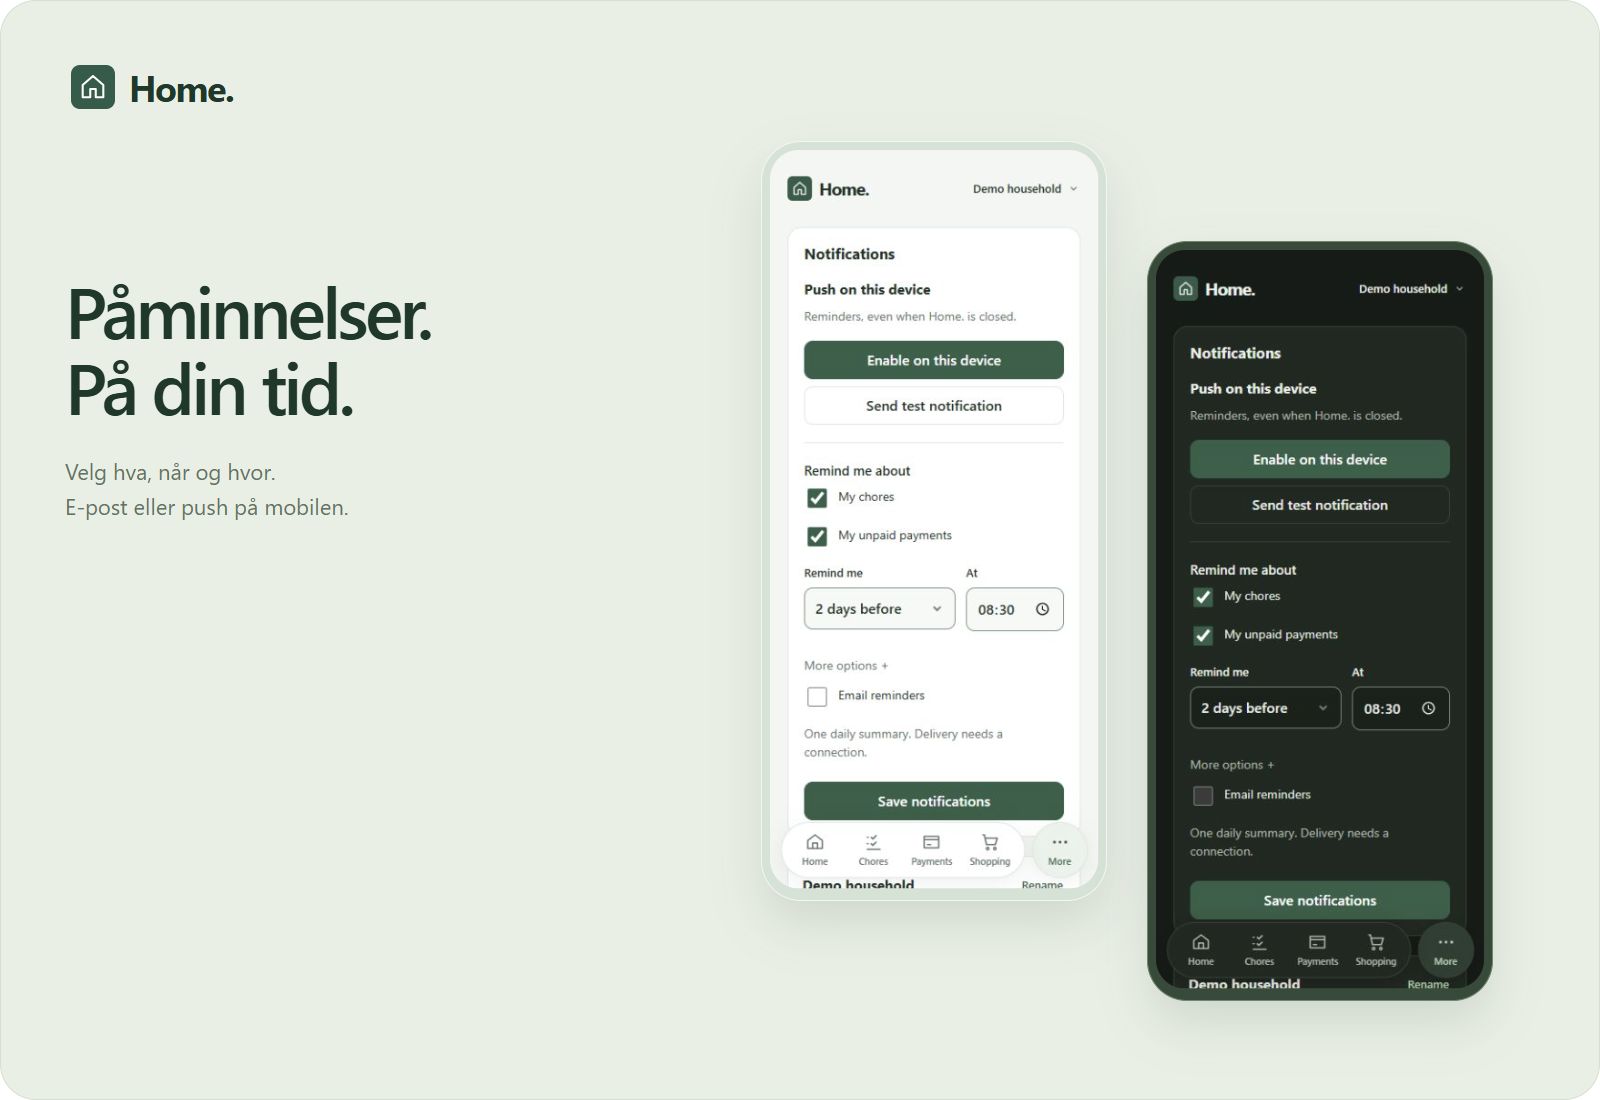 Home.
Påminnelser.
På din tid.
Velg hva, når og hvor.
E-post eller push på mobilen.
Home.
Demo household
Notifications
Push on this device
Reminders, even when Home. is closed.
Enable on this device
Send test notification
Remind me about
My chores
My unpaid payments
Remind me At
2 days before 08:30
More options +
Email reminders
One daily summary. Delivery needs a
connection.
Save notifications
Home Chores Payments Shopping More
Demo household Rename
Home.
Demo household
Notifications
Push on this device
Reminders, even when Home. is closed.
Enable on this device
Send test notification
Remind me about
My chores
My unpaid payments
Remind me At
2 days before 08:30
More options +
Email reminders
One daily summary. Delivery needs a
connection.
Save notifications
Home Chores Payments Shopping More
Demo household Rename